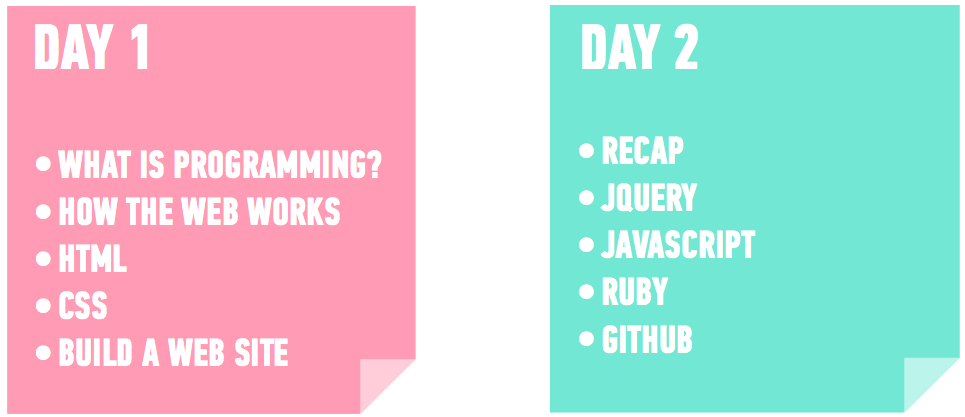 DAY 1
• WHAT IS PROGRAMMING?
• HOW THE WEB WORKS
• HTML
• CSS
• BUILD A WEB SITE
DAY 2
• RECAP
• JQUERY
• JAVASCRIPT
• RUBY
• GITHUB